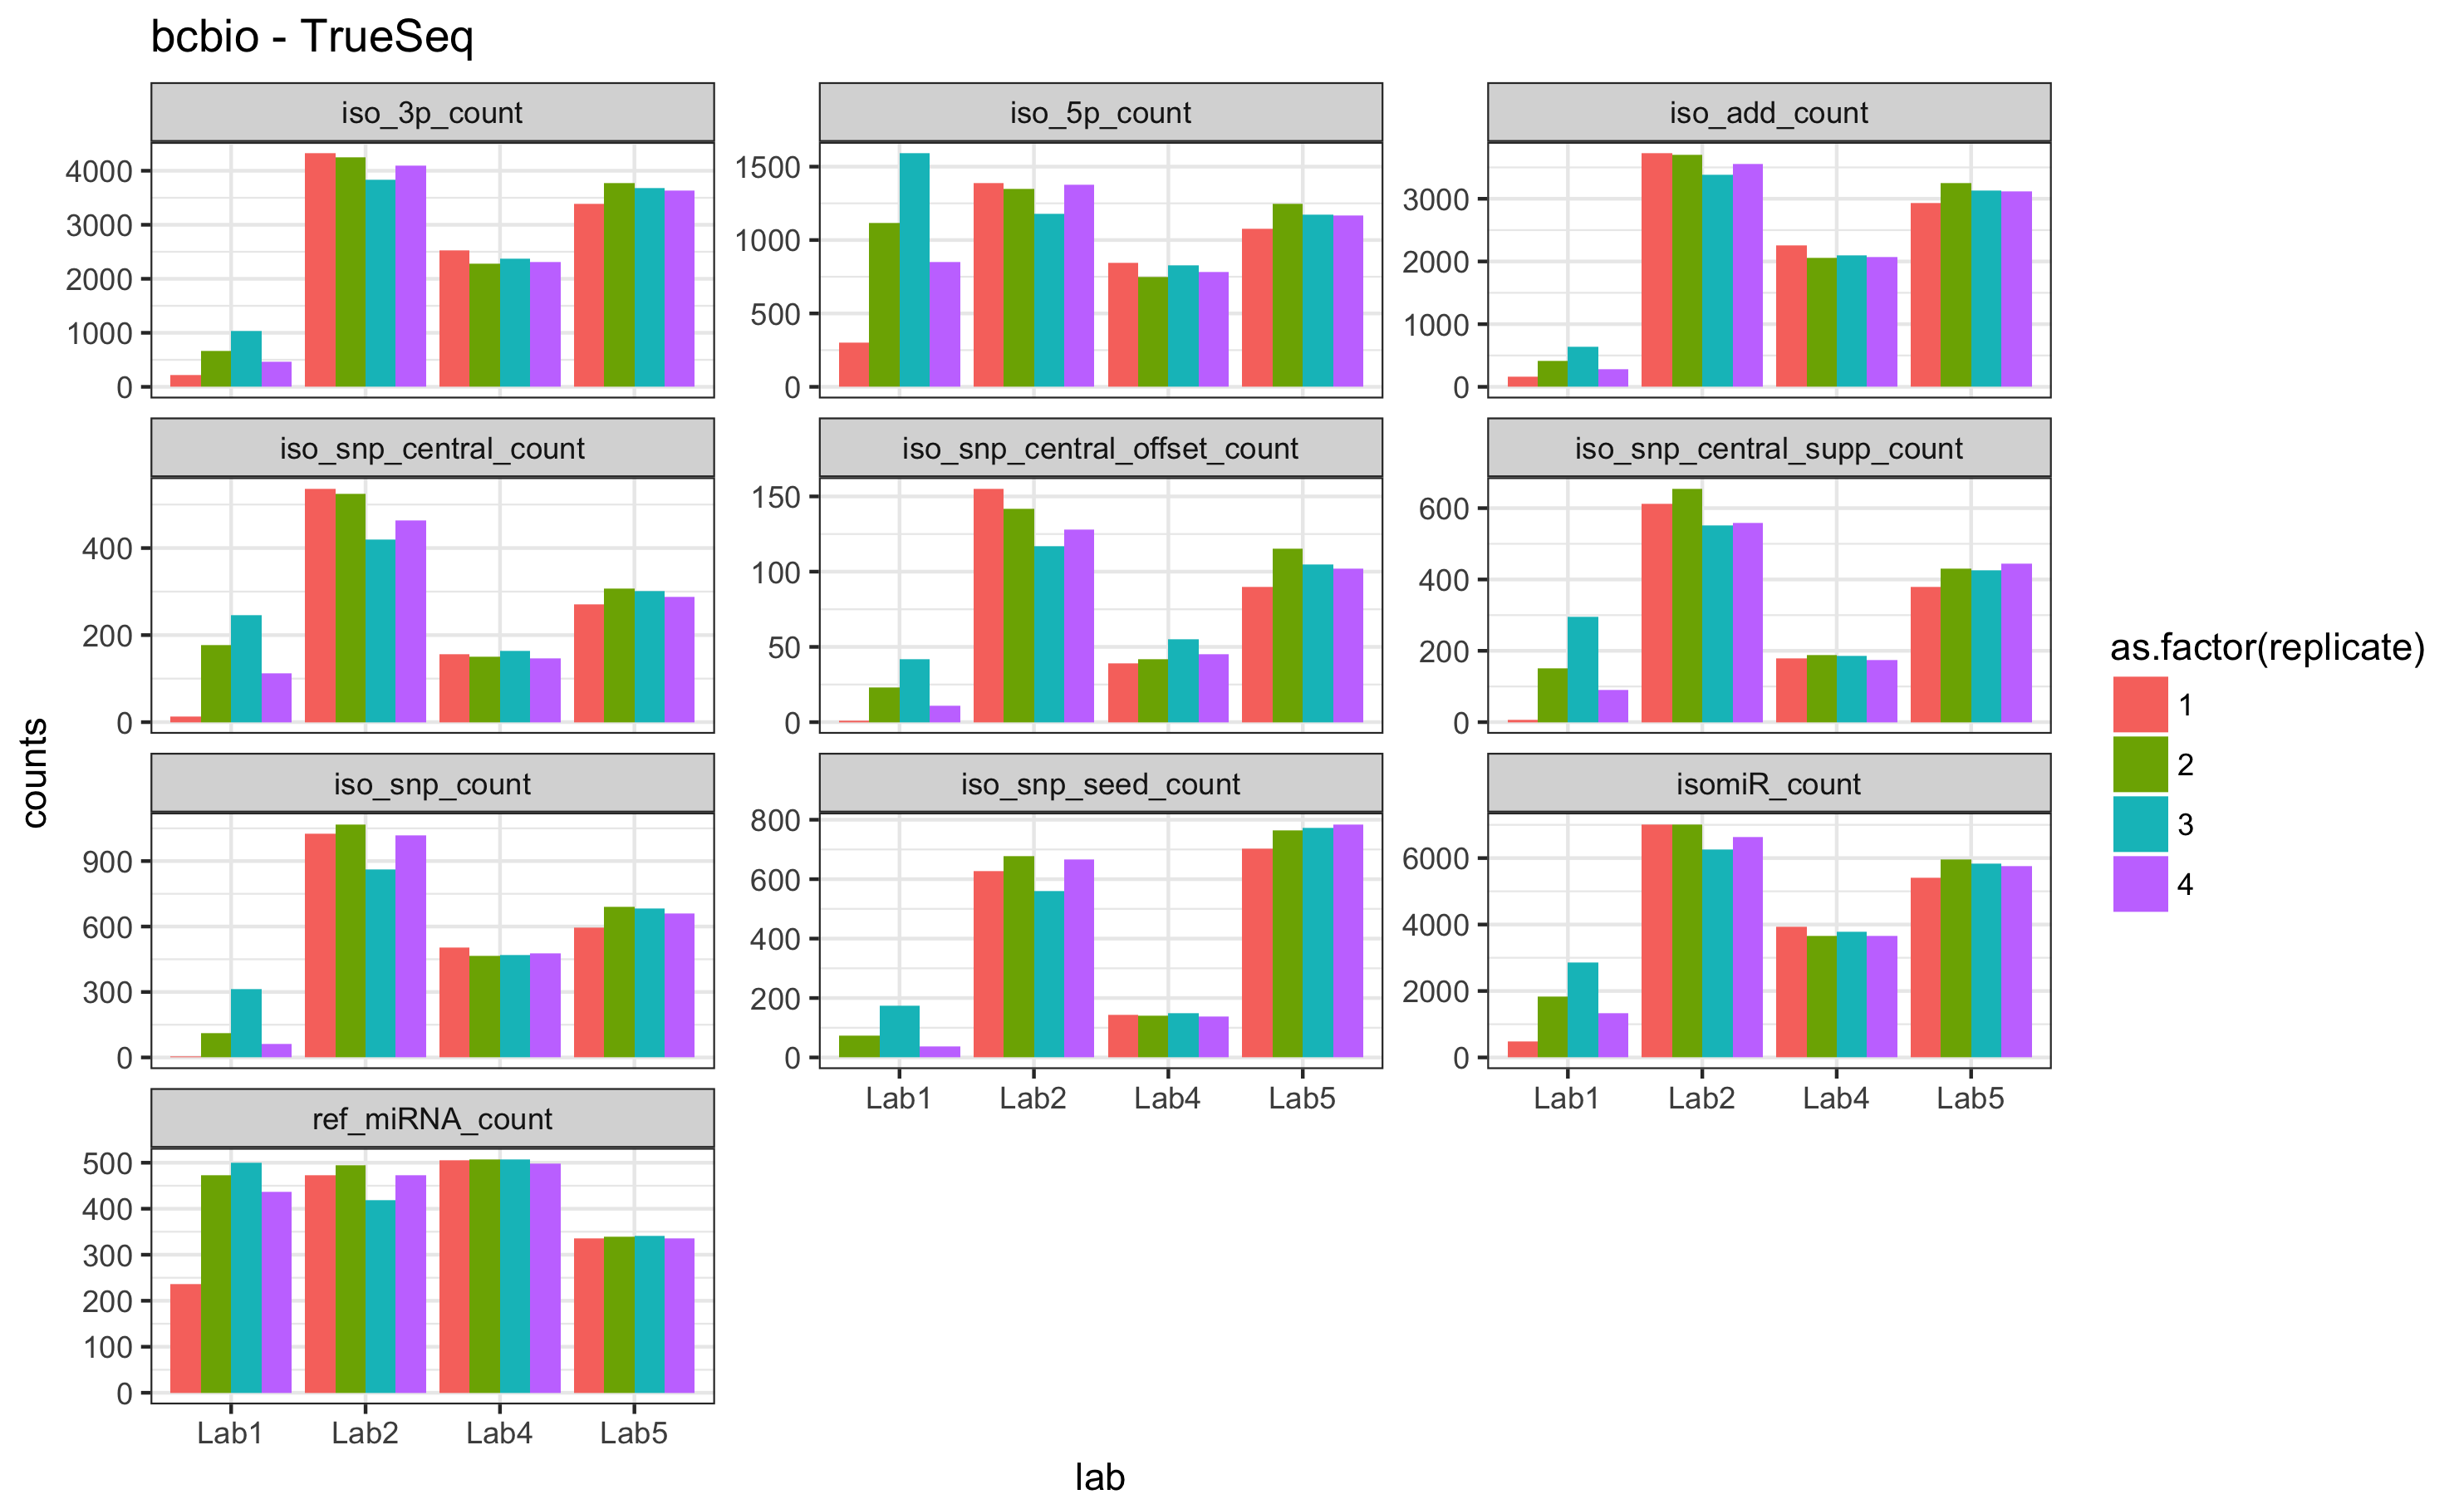 bcbio - TrueSeq
iso_3p_count
iso_5p_count
iso_add_count
4000
3000
2000
1000
0
1500
1000
500
0
3000
2000
1000
0
iso_snp_central_count
iso_snp_central_offset_count
iso_snp_central_supp_count
400
200
0
150
100
50
0
600
400
200
0
iso_snp_count
iso_snp_seed_count
isomiR_count
900
600
300
0
800
600
400
200
0
6000
4000
2000
0
Lab1 Lab2 Lab4 Lab5
Lab1 Lab2 Lab4 Lab5
ref_miRNA_count
500
400
300
200
100
0
Lab1 Lab2 Lab4 Lab5
counts
lab
as.factor(replicate)
1
2
3
4